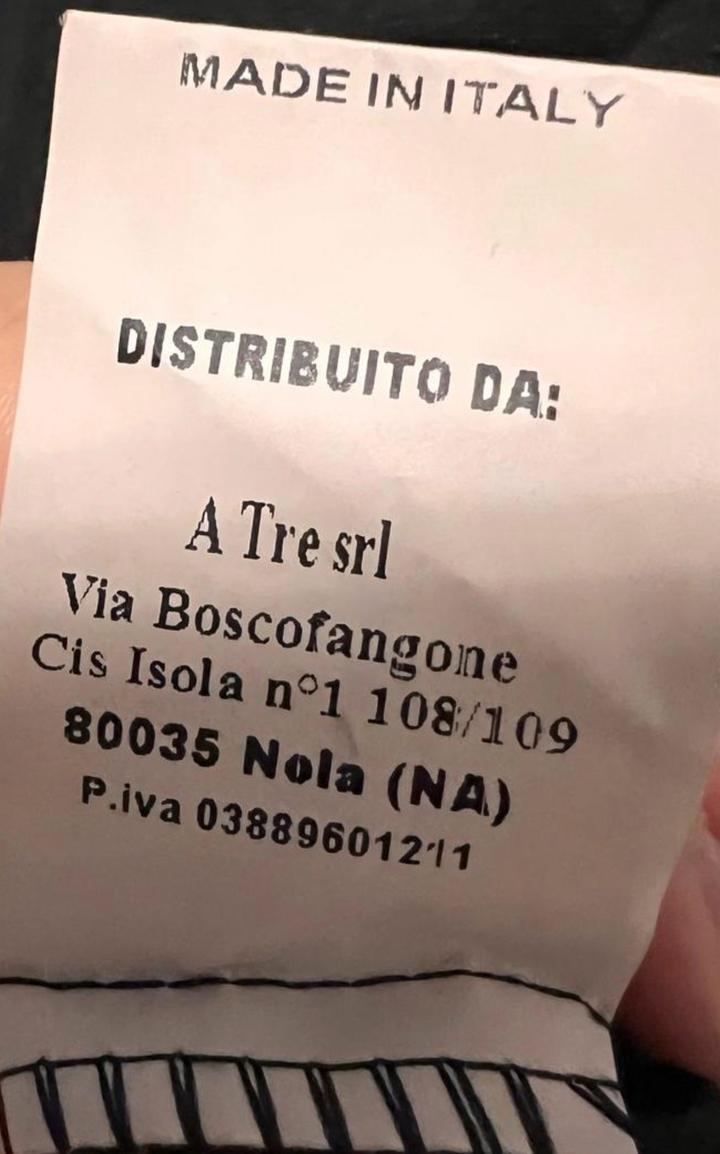 MADE IN ITALY
DISTRIBUITO DA:
A Tre srl
Via Boscofangone
Cis Isola n°1 108/109
80035 Nola (NA)
P.iva 03889601211